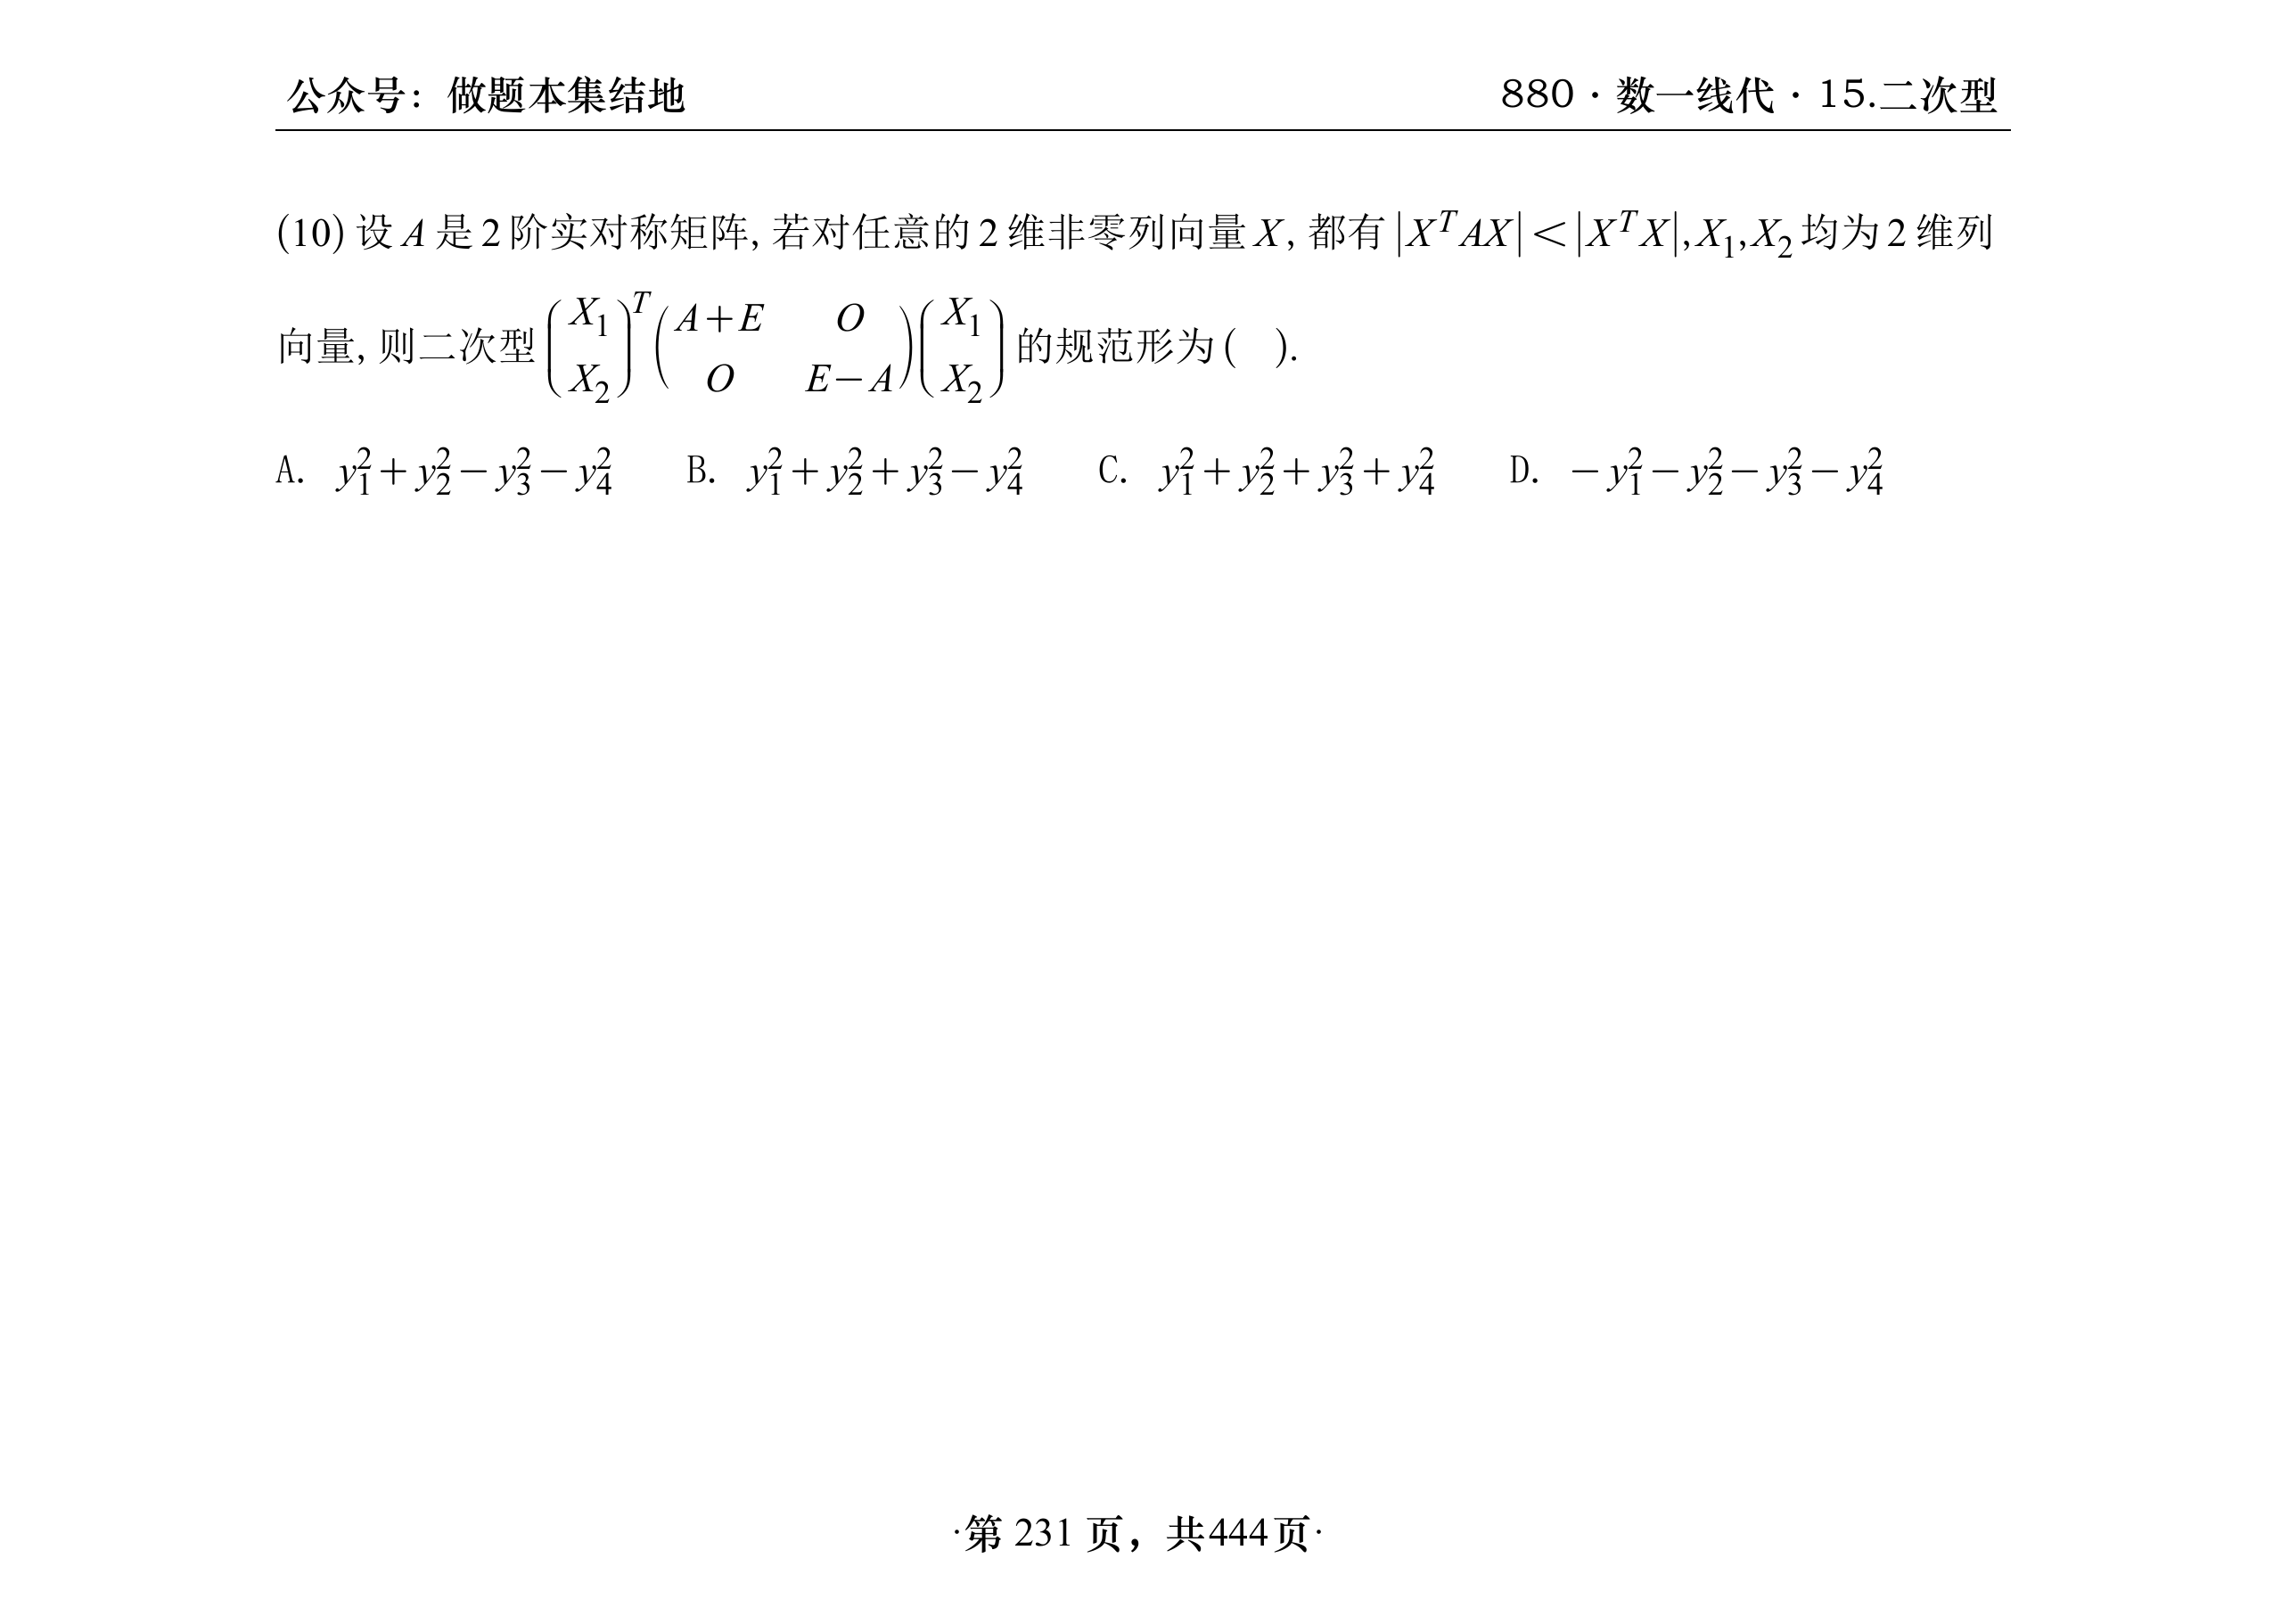 公众号：做题本集结地 880·数一线代·15.二次型
(10) 设 A 是 2 阶实对称矩阵, 若对任意的 2 维非零列向量 X, 都有 |X^T AX| < |X^T X|, X_1, X_2 均为 2 维列
向量, 则二次型 \begin{pmatrix} X_1 \\ X_2 \end{pmatrix}^T \begin{pmatrix} A+E & O \\ O & E-A \end{pmatrix} \begin{pmatrix} X_1 \\ X_2 \end{pmatrix} 的规范形为 ( ).
A. y_1^2+y_2^2-y_3^2-y_4^2 B. y_1^2+y_2^2+y_3^2-y_4^2 C. y_1^2+y_2^2+y_3^2+y_4^2 D. -y_1^2-y_2^2-y_3^2-y_4^2
·第 231 页，共444页·